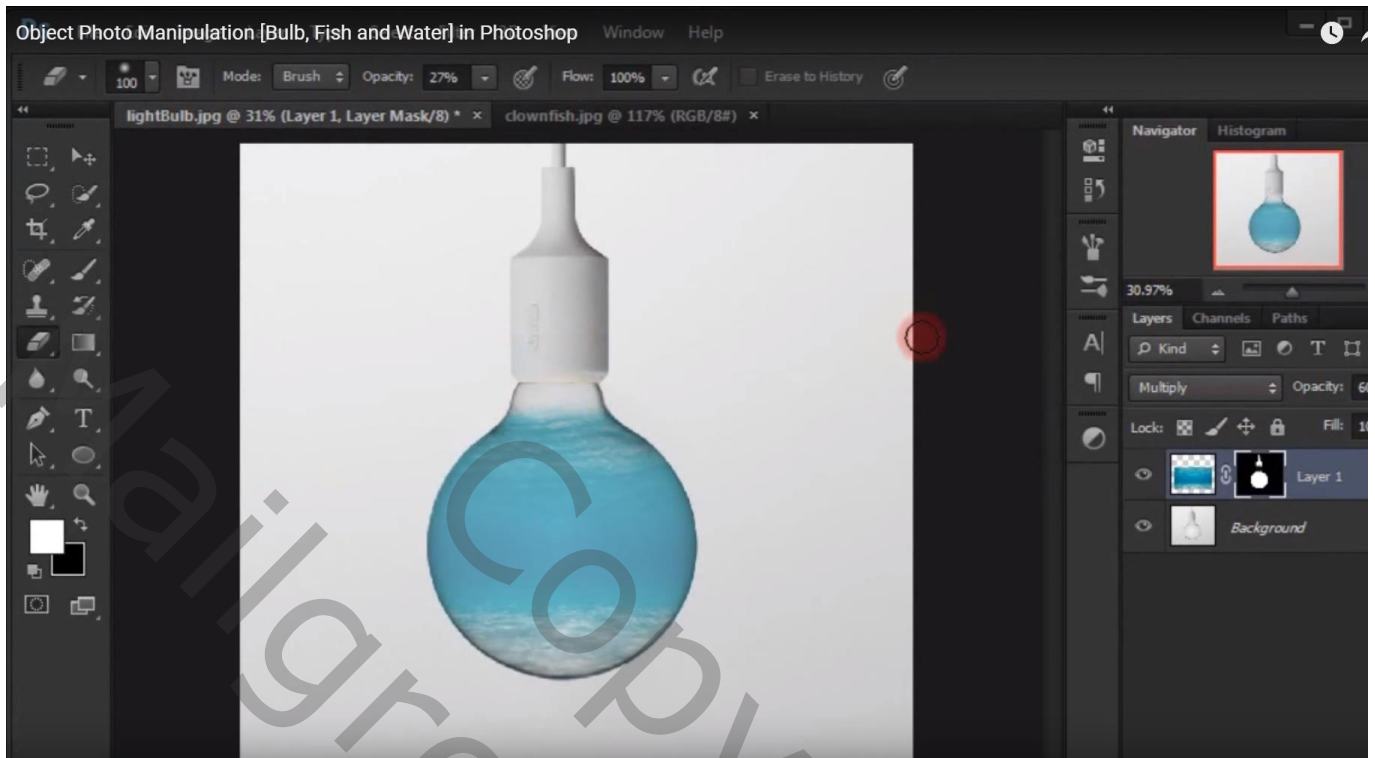 Object Photo Manipulation [Bulb, Fish and Water] in Photoshop
Window Help
100 Mode: Brush Opacity: 27% Flow: 100% Erase to History
lightBulb.jpg @ 31% (Layer 1, Layer Mask/8) * × clownfish.jpg @ 117% (RGB/8#) ×
Navigator Histogram
30.97%
Layers Channels Paths
Kind
Multiply Opacity:
Lock: Fill:
Layer 1
Background